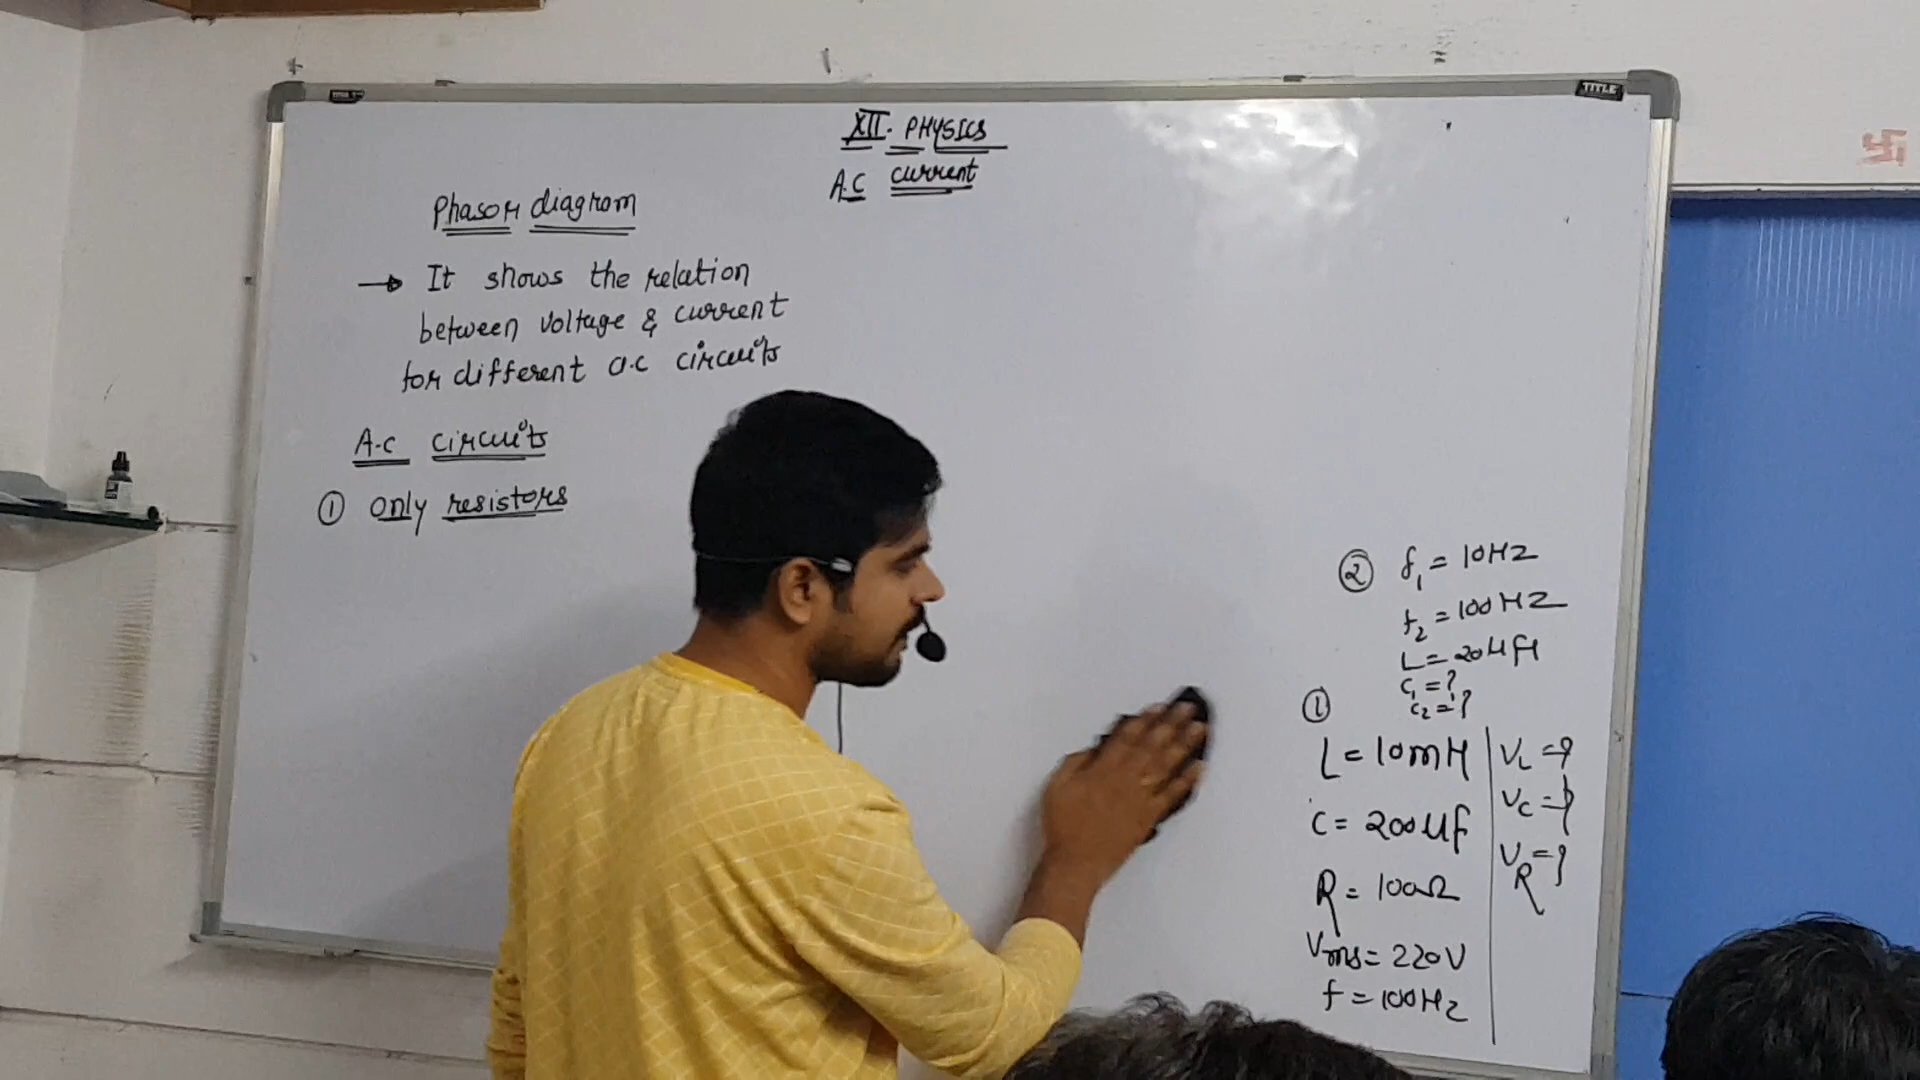 TITLE
XII. PHYSICS
A.C current
Phasor diagram
→ It shows the relation
between voltage & current
for different a.c circuits
A.c circuits
① only resistors
② f₁ = 10HZ
f₂ = 100HZ
L = 20μH
C₁ = ?
C₂ = ?
①
L = 10mH
C = 200μf
R = 100Ω
Vrms = 220V
f = 100Hz
VL = ?
VC = ?
VR = ?